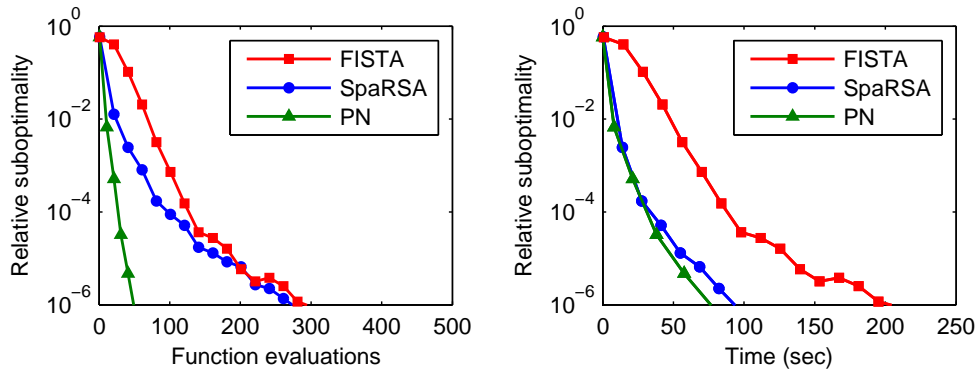 Relative suboptimality
10^0
10^-2
10^-4
10^-6
0 100 200 300 400 500
Function evaluations
FISTA
SpaRSA
PN
Relative suboptimality
10^0
10^-2
10^-4
10^-6
0 50 100 150 200 250
Time (sec)
FISTA
SpaRSA
PN